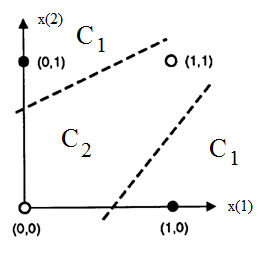 x(2)
C1
(0,1)
(1,1)
C2
C1
x(1)
(0,0)
(1,0)